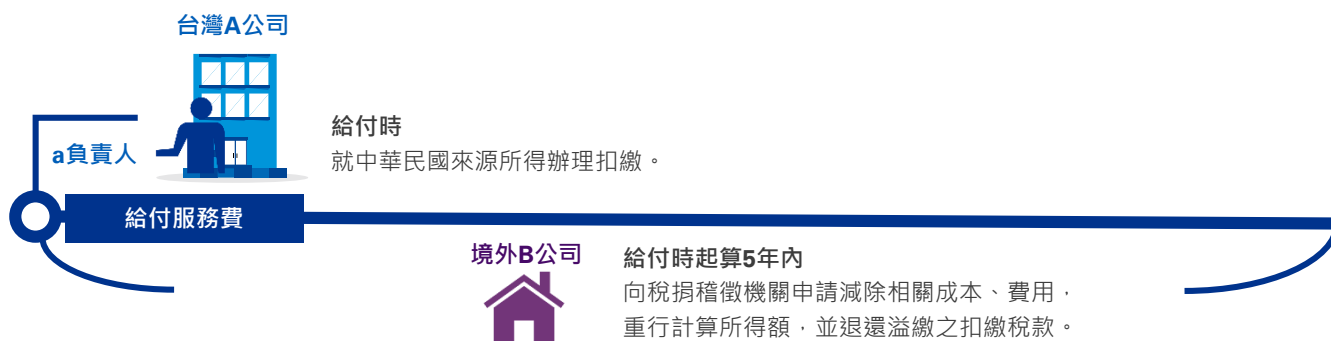 台灣A公司
給付時
就中華民國來源所得辦理扣繳。
a負責人
給付服務費
境外B公司
給付時起算5年內
向稅捐稽徵機關申請減除相關成本、費用，
重行計算所得額，並退還溢繳之扣繳稅款。